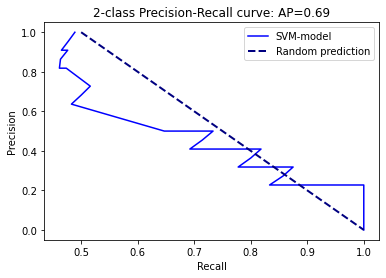 2-class Precision-Recall curve: AP=0.69
SVM-model
Random prediction
Precision
1.0
0.8
0.6
0.4
0.2
0.0
0.5
0.6
0.7
0.8
0.9
1.0
Recall